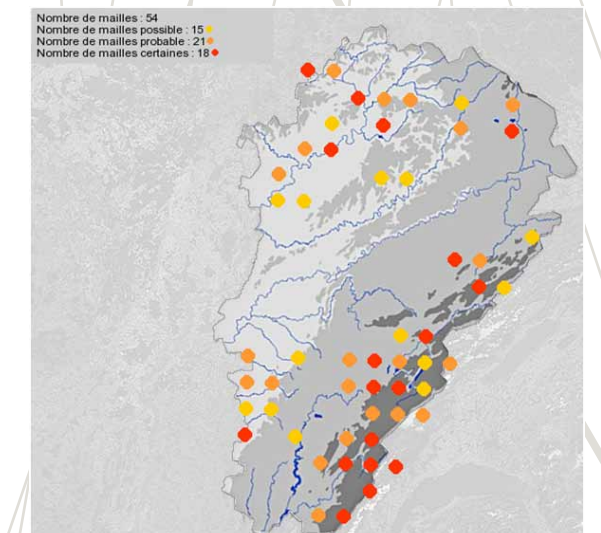 Nombre de mailles : 54
Nombre de mailles possible : 15
Nombre de mailles probable : 21
Nombre de mailles certaines : 18